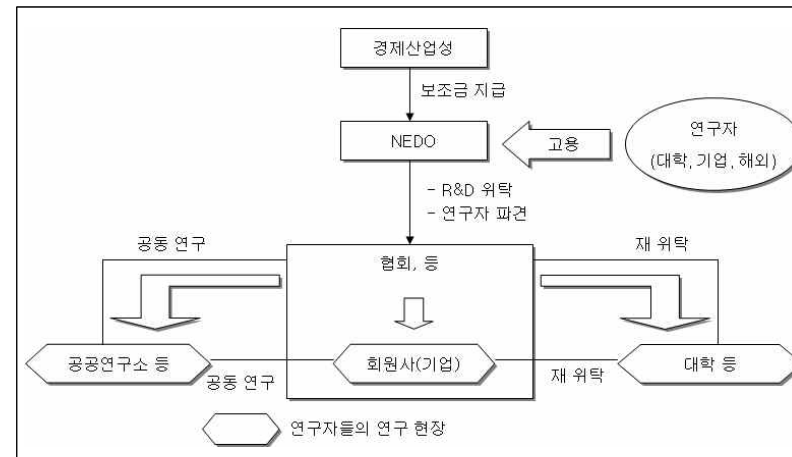 경제산업성
보조금 지급
NEDO
고용
연구자
(대학, 기업, 해외)
- R&D 위탁
- 연구자 파견
공동 연구
협회, 등
재 위탁
공공연구소 등
공동 연구
회원사(기업)
재 위탁
대학 등
연구자들의 연구 현장